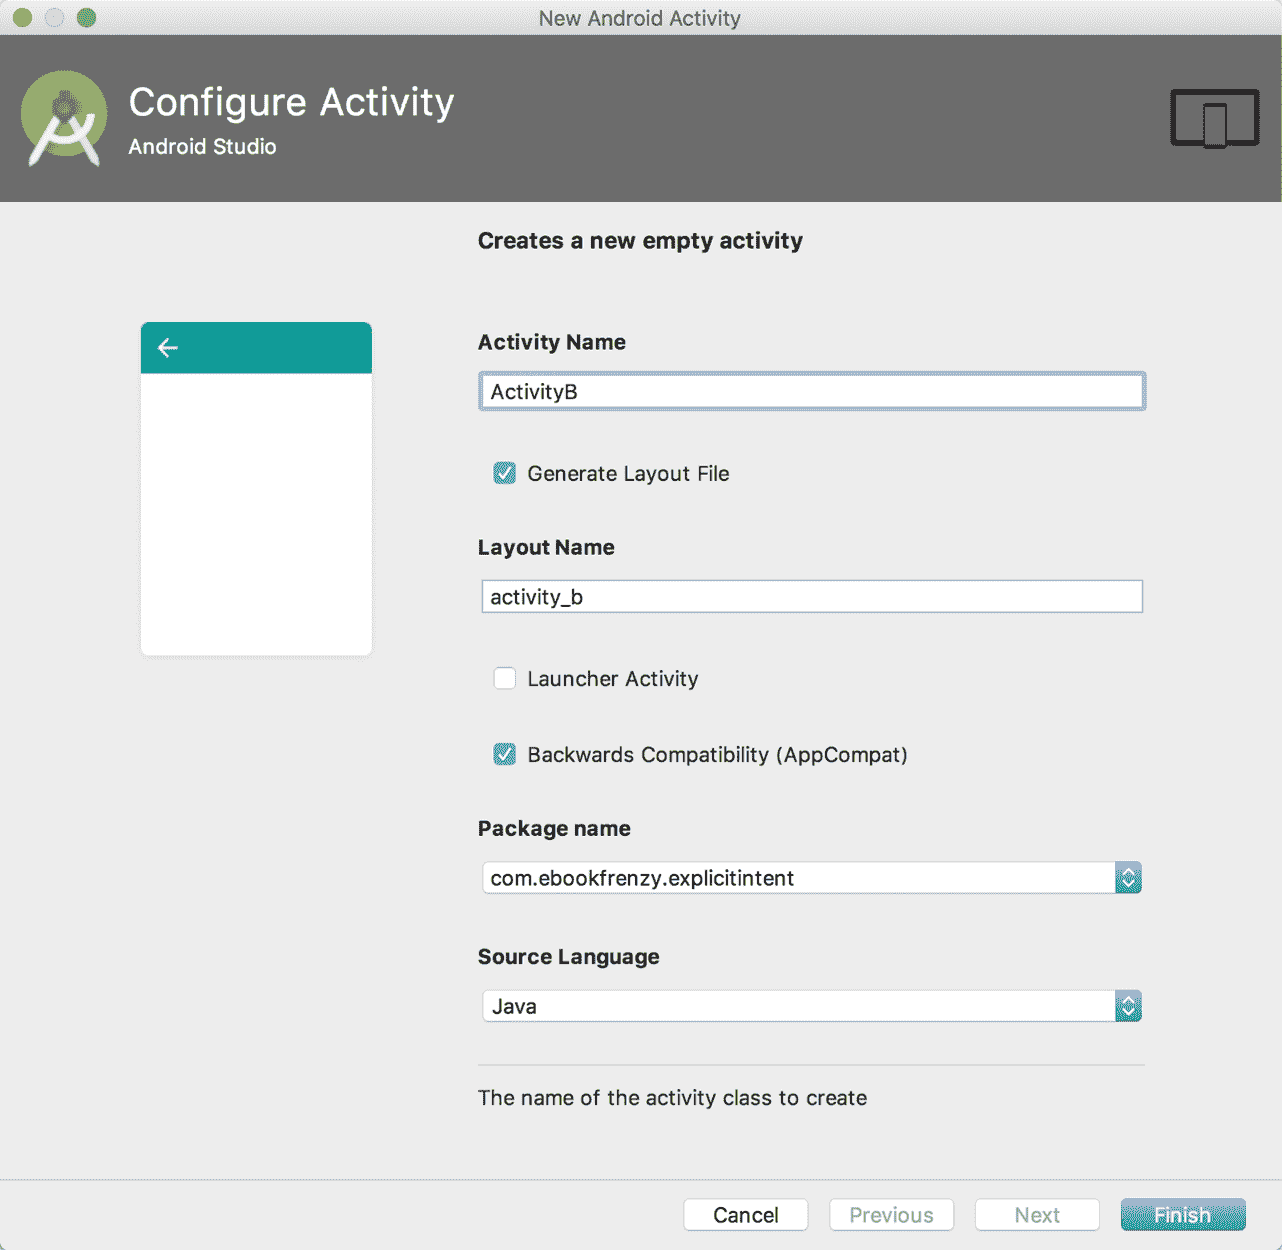 New Android Activity
Configure Activity
Android Studio
Creates a new empty activity
Activity Name
ActivityB
Generate Layout File
Layout Name
activity_b
Launcher Activity
Backwards Compatibility (AppCompat)
Package name
com.ebookfrenzy.explicitintent
Source Language
Java
The name of the activity class to create
Cancel Previous Next Finish